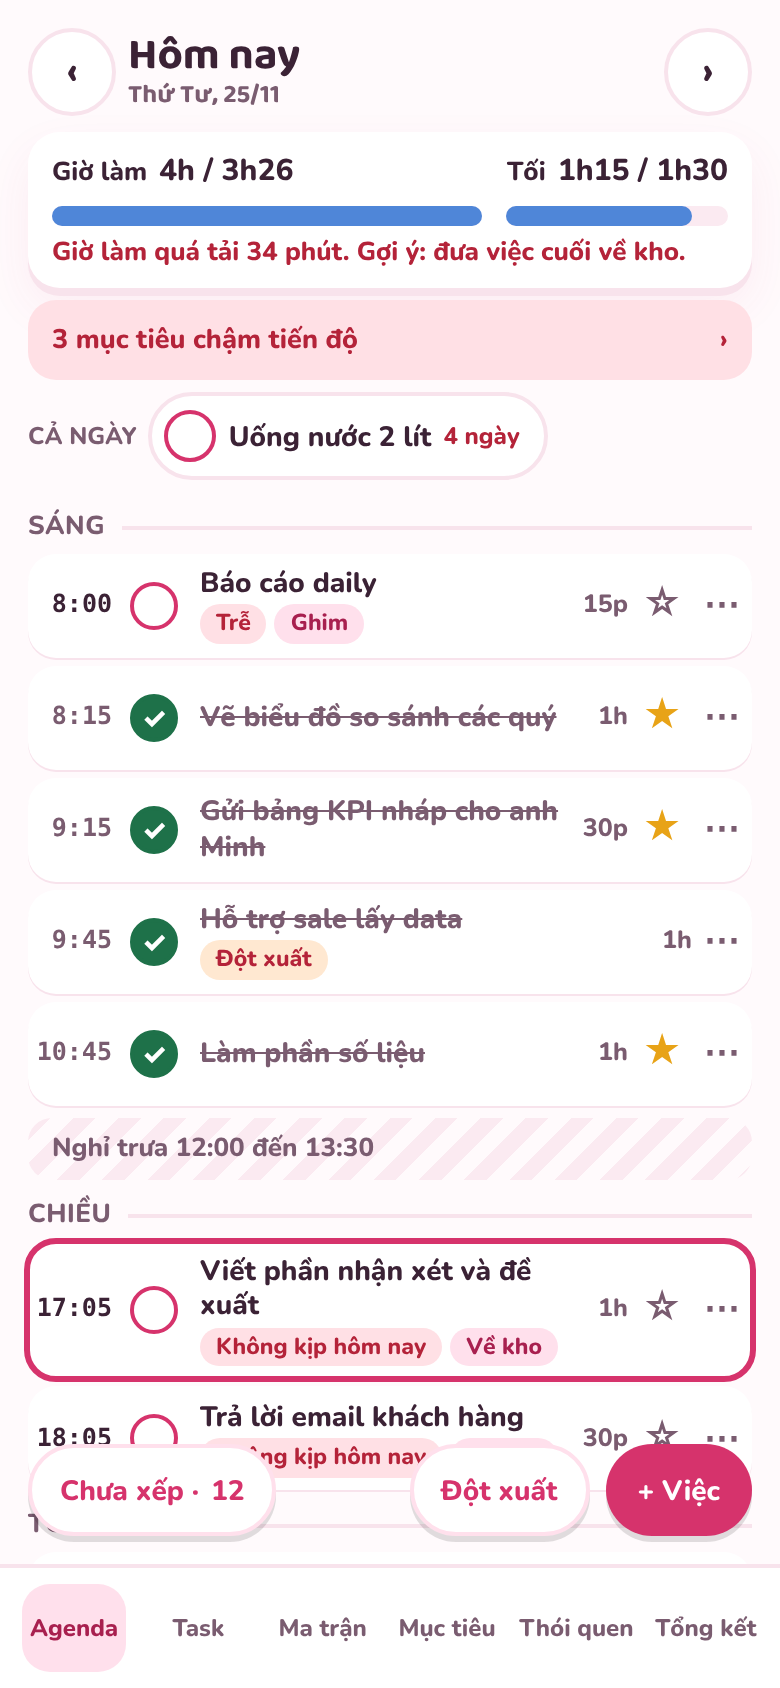 ‹
Hôm nay
Thứ Tư, 25/11
›
Giờ làm 4h / 3h26
Tối 1h15 / 1h30
Giờ làm quá tải 34 phút. Gợi ý: đưa việc cuối về kho.
3 mục tiêu chậm tiến độ ›
CẢ NGÀY
Uống nước 2 lít 4 ngày
SÁNG
8:00 Báo cáo daily 15p ☆ ...
Trễ Ghim
8:15 Vẽ biểu đồ so sánh các quý 1h ★ ...
9:15 Gửi bảng KPI nháp cho anh
Minh 30p ★ ...
9:45 Hỗ trợ sale lấy data 1h ...
Đột xuất
10:45 Làm phần số liệu 1h ★ ...
Nghỉ trưa 12:00 đến 13:30
CHIỀU
17:05 Viết phần nhận xét và đề
xuất 1h ☆ ...
Không kịp hôm nay Về kho
18:05 Trả lời email khách hàng 30p ☆ ...
kịp hôm nay
Chưa xếp · 12
Đột xuất
+ Việc
Agenda
Task
Ma trận
Mục tiêu
Thói quen
Tổng kết